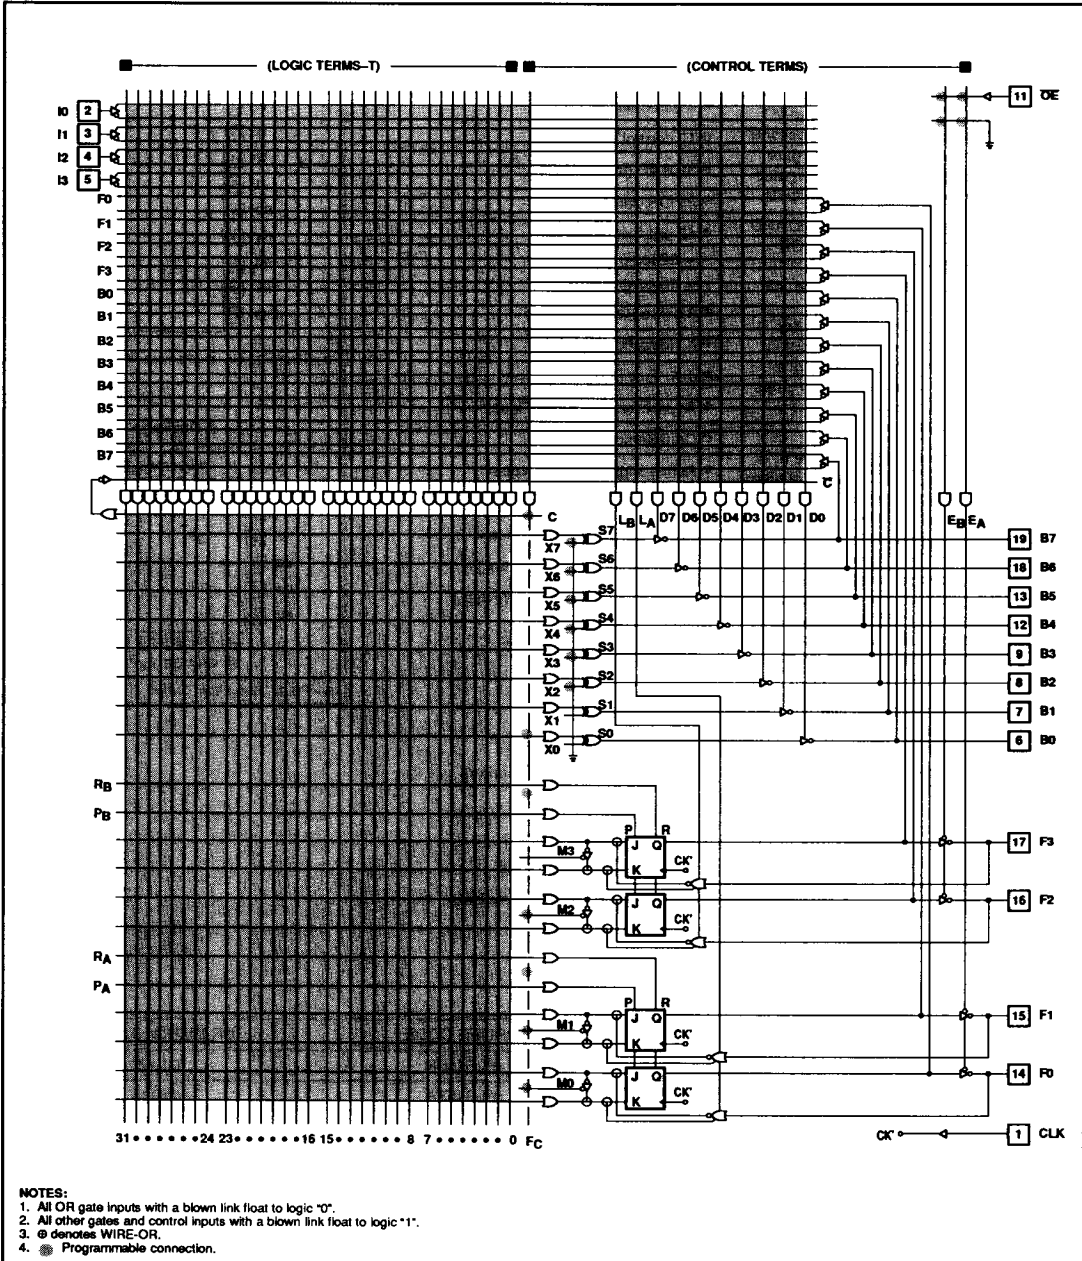 (LOGIC TERMS–T)
(CONTROL TERMS)
11 OE
I0 2
I1 3
I2 4
I3 5
F0
F1
F2
F3
B0
B1
B2
B3
B4
B5
B6
B7
C
C
LB LA D7 D6 D5 D4 D3 D2 D1 D0
EB EA
X7 S7 19 B7
X6 S6 18 B6
X5 S5 13 B5
X4 S4 12 B4
X3 S3 9 B3
X2 S2 8 B2
X1 S1 7 B1
X0 S0 6 B0
RB
PB
P R
M3 J Q 17 F3
K CK'
M2 J Q 16 F2
K CK'
RA
PA
P R
M1 J Q 15 F1
K CK'
M0 J Q 14 F0
K CK'
31 • • • • • • 24 23 • • • • • • 16 15 • • • • • • 8 7 • • • • • • 0 FC
CK' 1 CLK
NOTES:
1. All OR gate inputs with a blown link float to logic "0".
2. All other gates and control inputs with a blown link float to logic "1".
3. ⊕ denotes WIRE-OR.
4. Programmable connection.